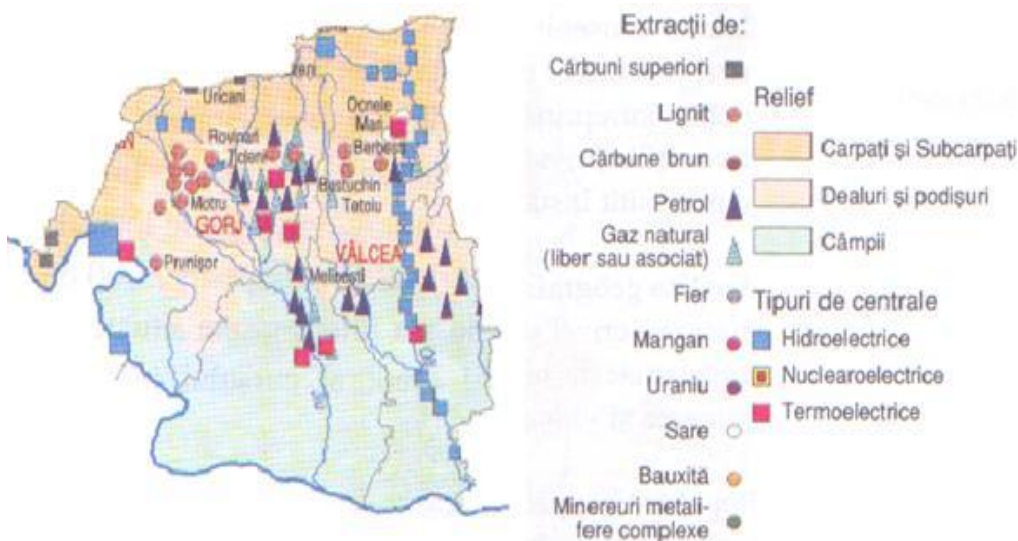 Uricani
Ocnele
Mari
Rovinari
Ticleni
Berbești
Bustuchin
Tetoiu
Motru
GORJ
VÂLCEA
Prunișor
Melinești
Extracții de:
Cărbuni superiori
Lignit
Cărbune brun
Petrol
Gaz natural
(liber sau asociat)
Fier
Mangan
Uraniu
Sare
Bauxită
Minereuri metali-
fere complexe
Relief
Carpați și Subcarpați
Dealuri și podișuri
Câmpii
Tipuri de centrale
Hidroelectrice
Nuclearoelectrice
Termoelectrice